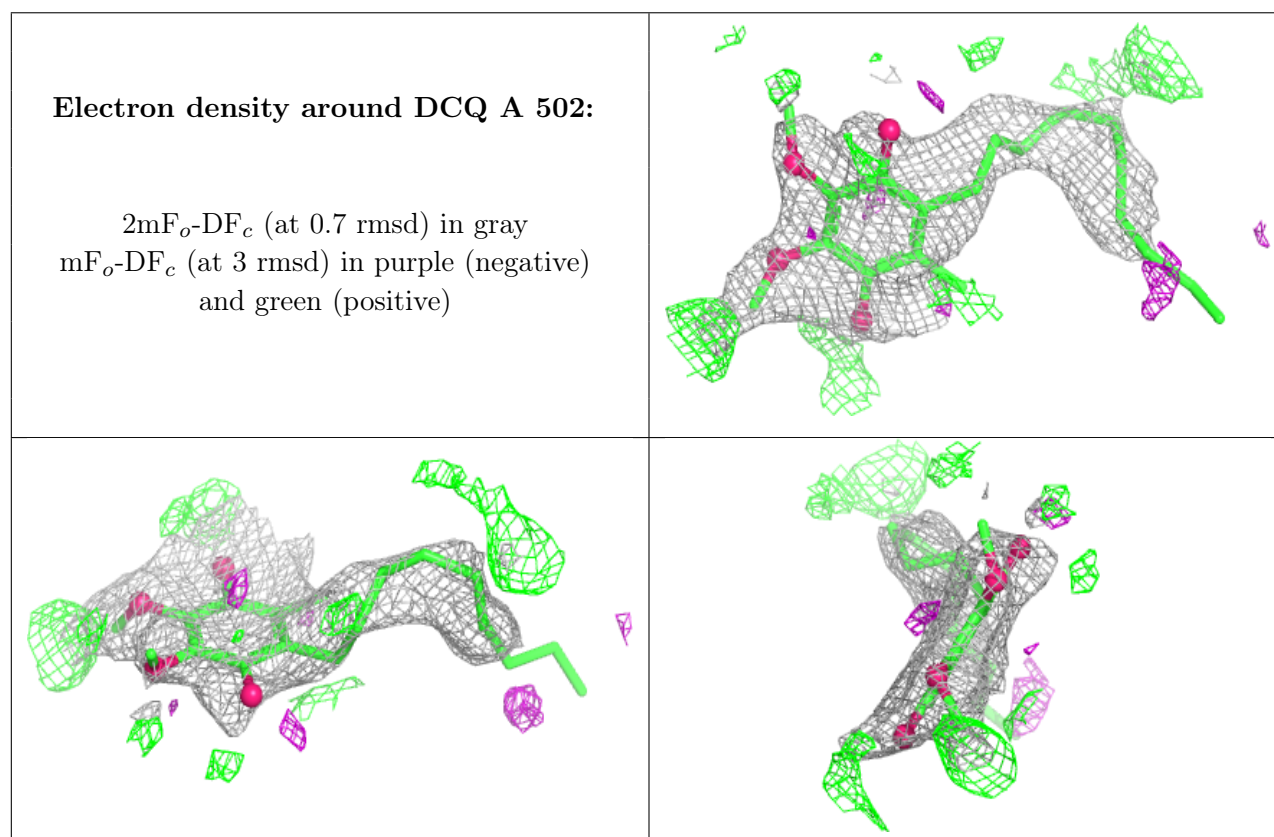 Electron density around DCQ A 502:
2mFo-DFc (at 0.7 rmsd) in gray
mFo-DFc (at 3 rmsd) in purple (negative)
and green (positive)